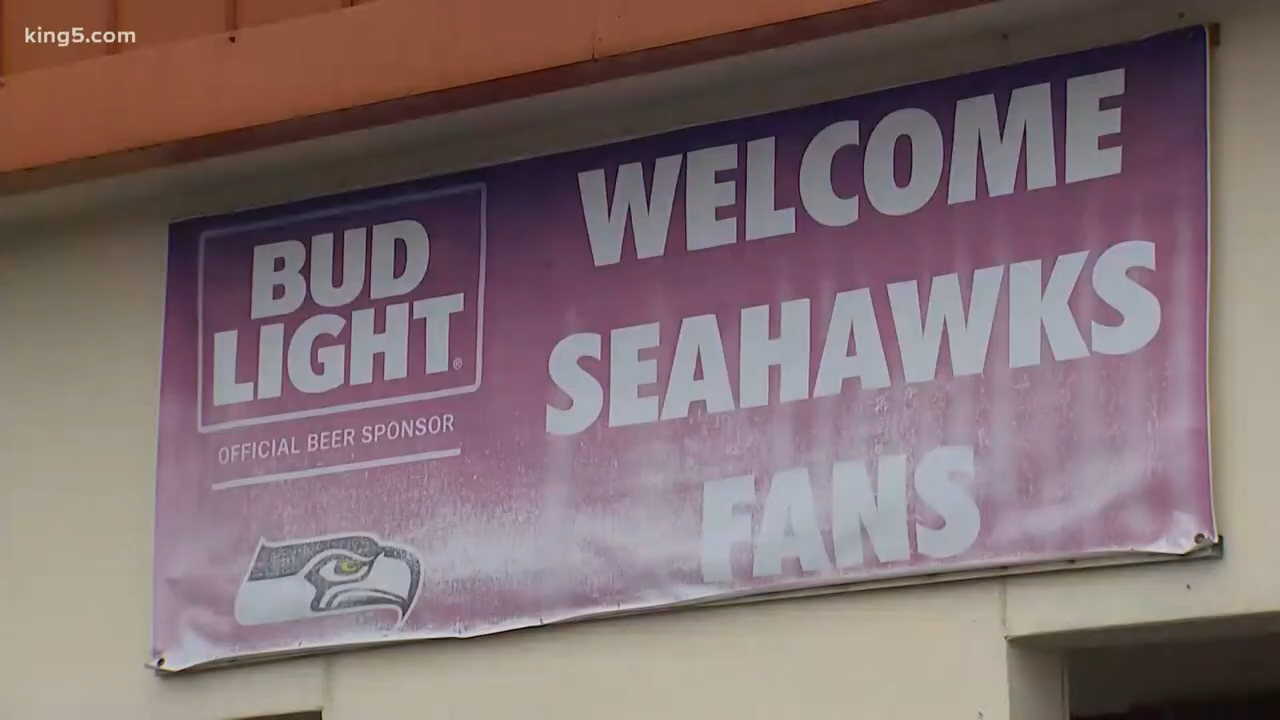 king5.com
BUD
LIGHT®
OFFICIAL BEER SPONSOR
WELCOME
SEAHAWKS
FANS